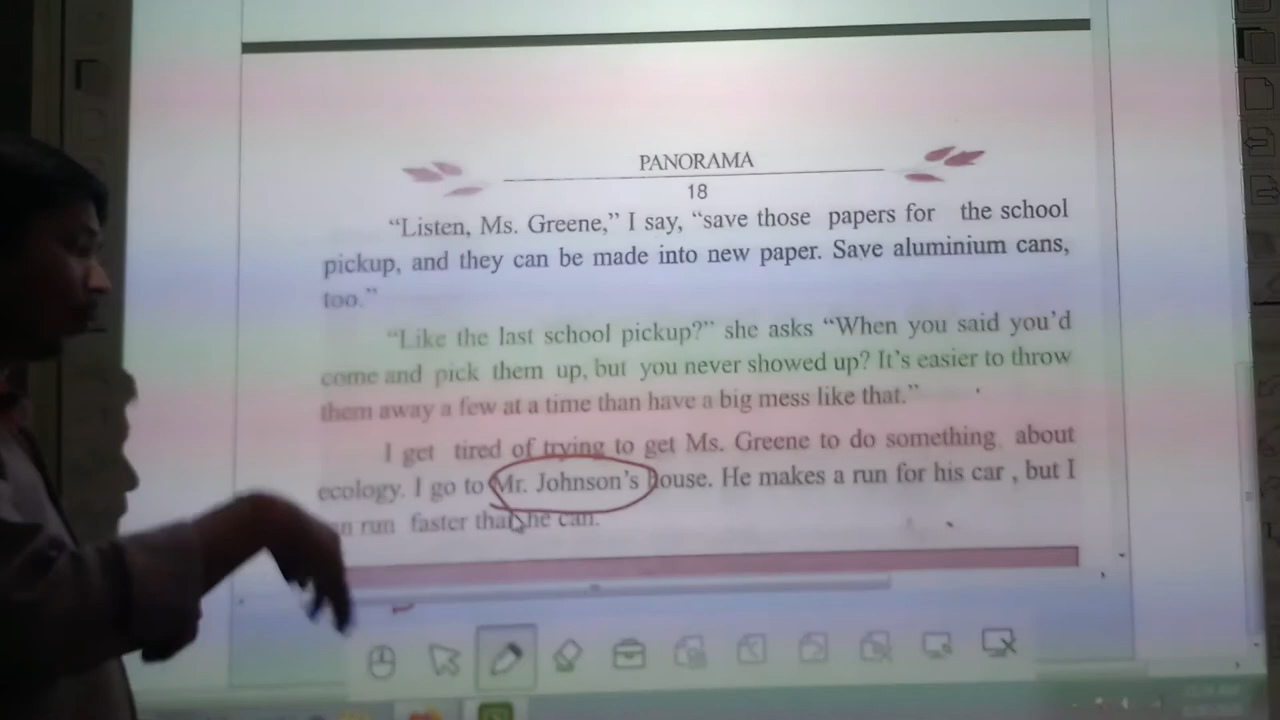 PANORAMA
18
“Listen, Ms. Greene,” I say, “save those papers for the school
pickup, and they can be made into new paper. Save aluminium cans,
too.”
“Like the last school pickup?” she asks “When you said you’d
come and pick them up, but you never showed up? It’s easier to throw
them away a few at a time than have a big mess like that.”
I get tired of trying to get Ms. Greene to do something about
ecology. I go to Mr. Johnson’s house. He makes a run for his car , but I
run faster than he can.